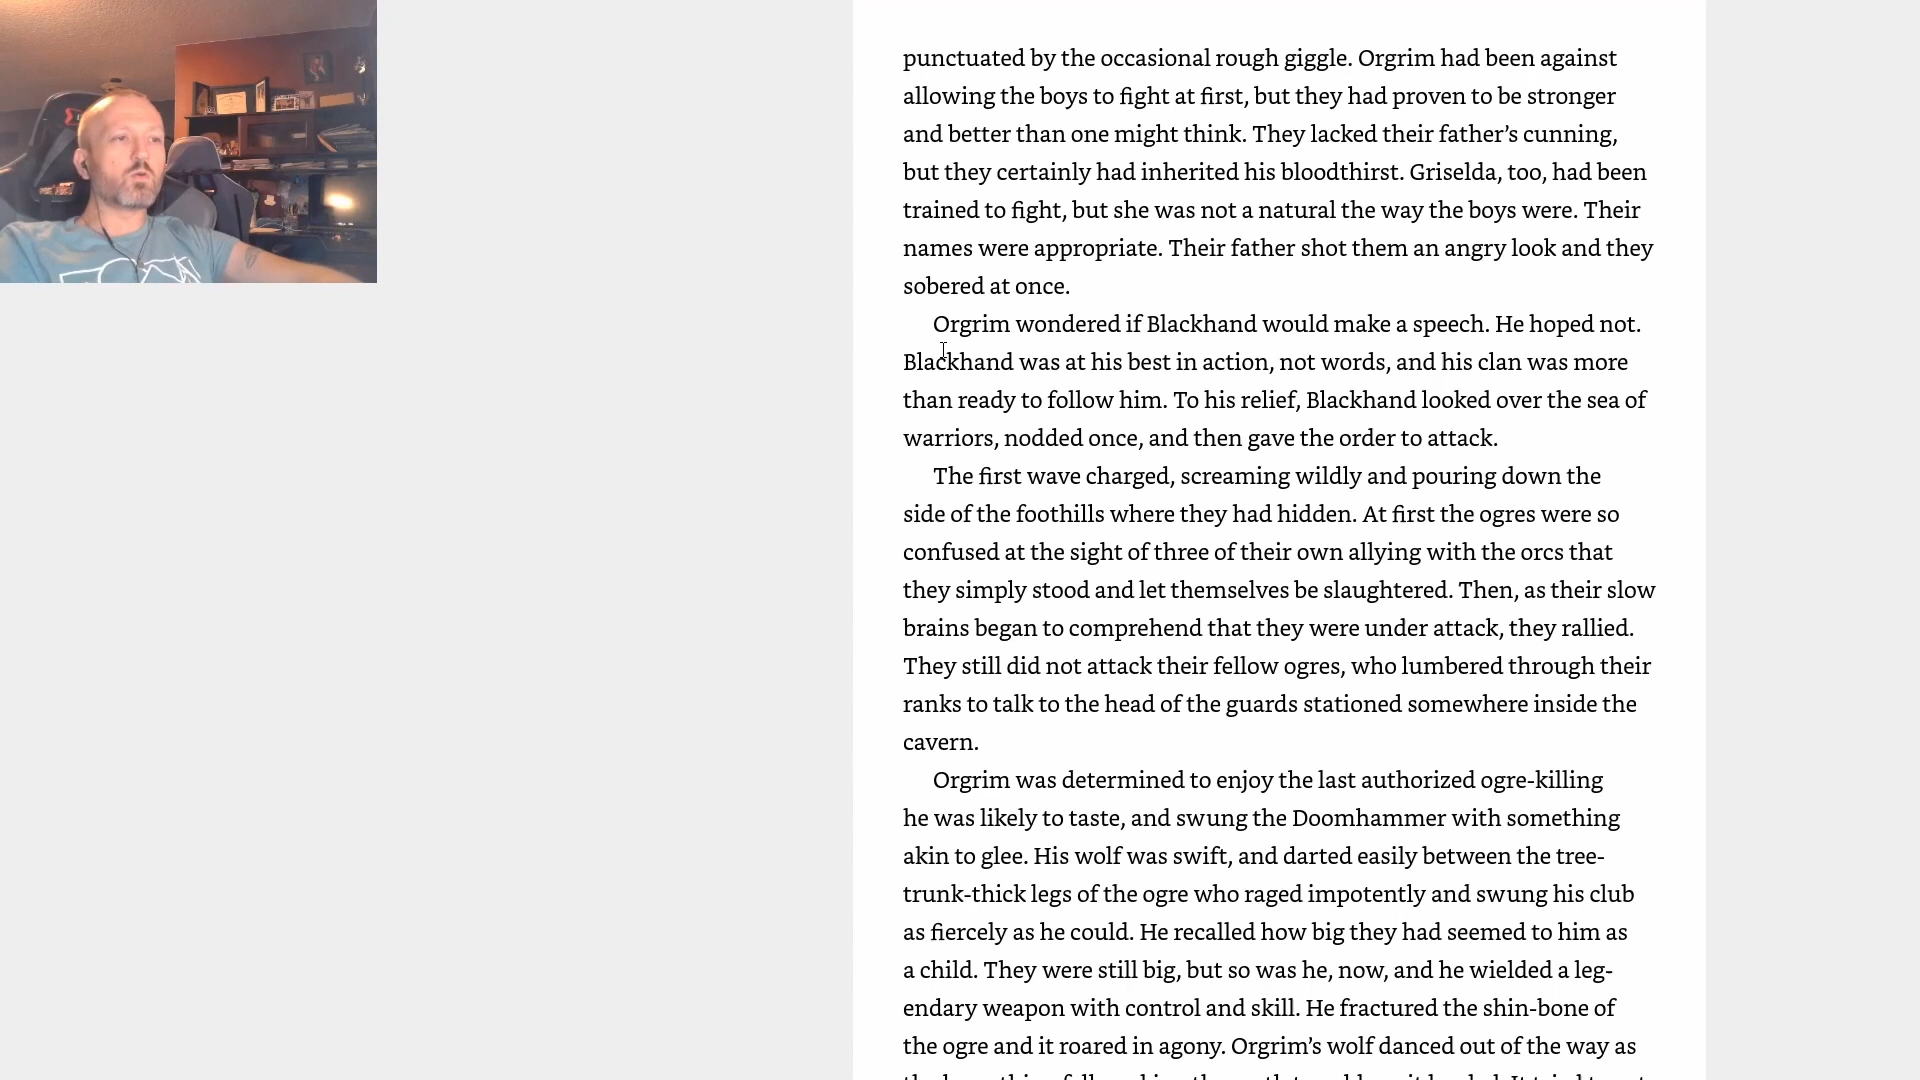 punctuated by the occasional rough giggle. Orgrim had been against
allowing the boys to fight at first, but they had proven to be stronger
and better than one might think. They lacked their father’s cunning,
but they certainly had inherited his bloodthirst. Griselda, too, had been
trained to fight, but she was not a natural the way the boys were. Their
names were appropriate. Their father shot them an angry look and they
sobered at once.
Orgrim wondered if Blackhand would make a speech. He hoped not.
Blackhand was at his best in action, not words, and his clan was more
than ready to follow him. To his relief, Blackhand looked over the sea of
warriors, nodded once, and then gave the order to attack.
The first wave charged, screaming wildly and pouring down the
side of the foothills where they had hidden. At first the ogres were so
confused at the sight of three of their own allying with the orcs that
they simply stood and let themselves be slaughtered. Then, as their slow
brains began to comprehend that they were under attack, they rallied.
They still did not attack their fellow ogres, who lumbered through their
ranks to talk to the head of the guards stationed somewhere inside the
cavern.
Orgrim was determined to enjoy the last authorized ogre-killing
he was likely to taste, and swung the Doomhammer with something
akin to glee. His wolf was swift, and darted easily between the tree-
trunk-thick legs of the ogre who raged impotently and swung his club
as fiercely as he could. He recalled how big they had seemed to him as
a child. They were still big, but so was he, now, and he wielded a leg-
endary weapon with control and skill. He fractured the shin-bone of
the ogre and it roared in agony. Orgrim’s wolf danced out of the way as